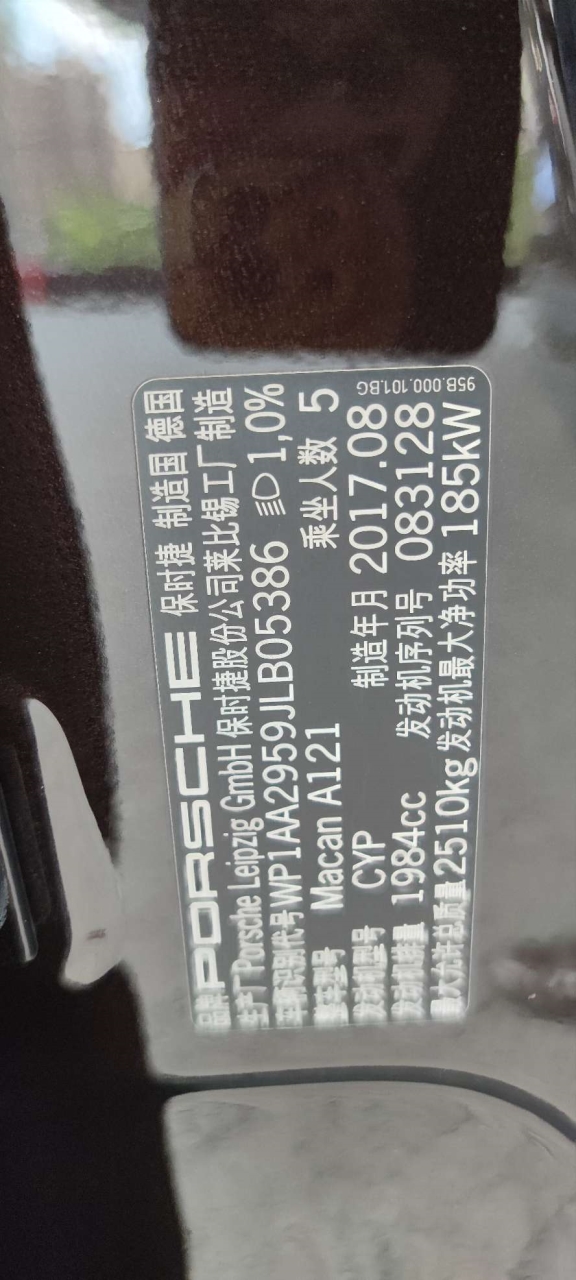 95B.000.101.BG
品牌 PORSCHE 保时捷 制造国 德国
生产厂 Porsche Leipzig GmbH 保时捷股份公司莱比锡工厂 制造
车辆识别代号 WP1AA2959JLB05386 1,0%
整车型号 Macan A121 乘坐人数 5
发动机型号 CYP 制造年月 2017.08
发动机排量 1984cc 发动机序列号 083128
最大允许总质量 2510kg 发动机最大净功率 185kW